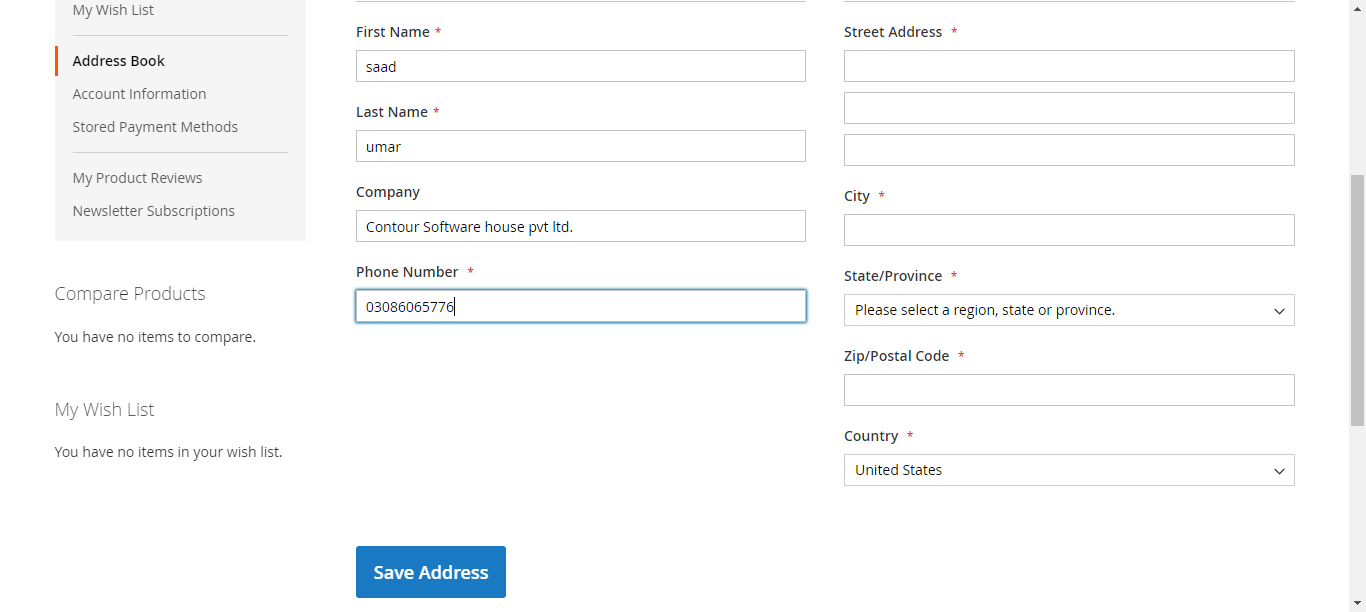 My Wish List
Address Book
Account Information
Stored Payment Methods
My Product Reviews
Newsletter Subscriptions
Compare Products
You have no items to compare.
My Wish List
You have no items in your wish list.
First Name *
saad
Last Name *
umar
Company
Contour Software house pvt ltd.
Phone Number *
03086065776
Street Address *
City *
State/Province *
Please select a region, state or province.
Zip/Postal Code *
Country *
United States
Save Address